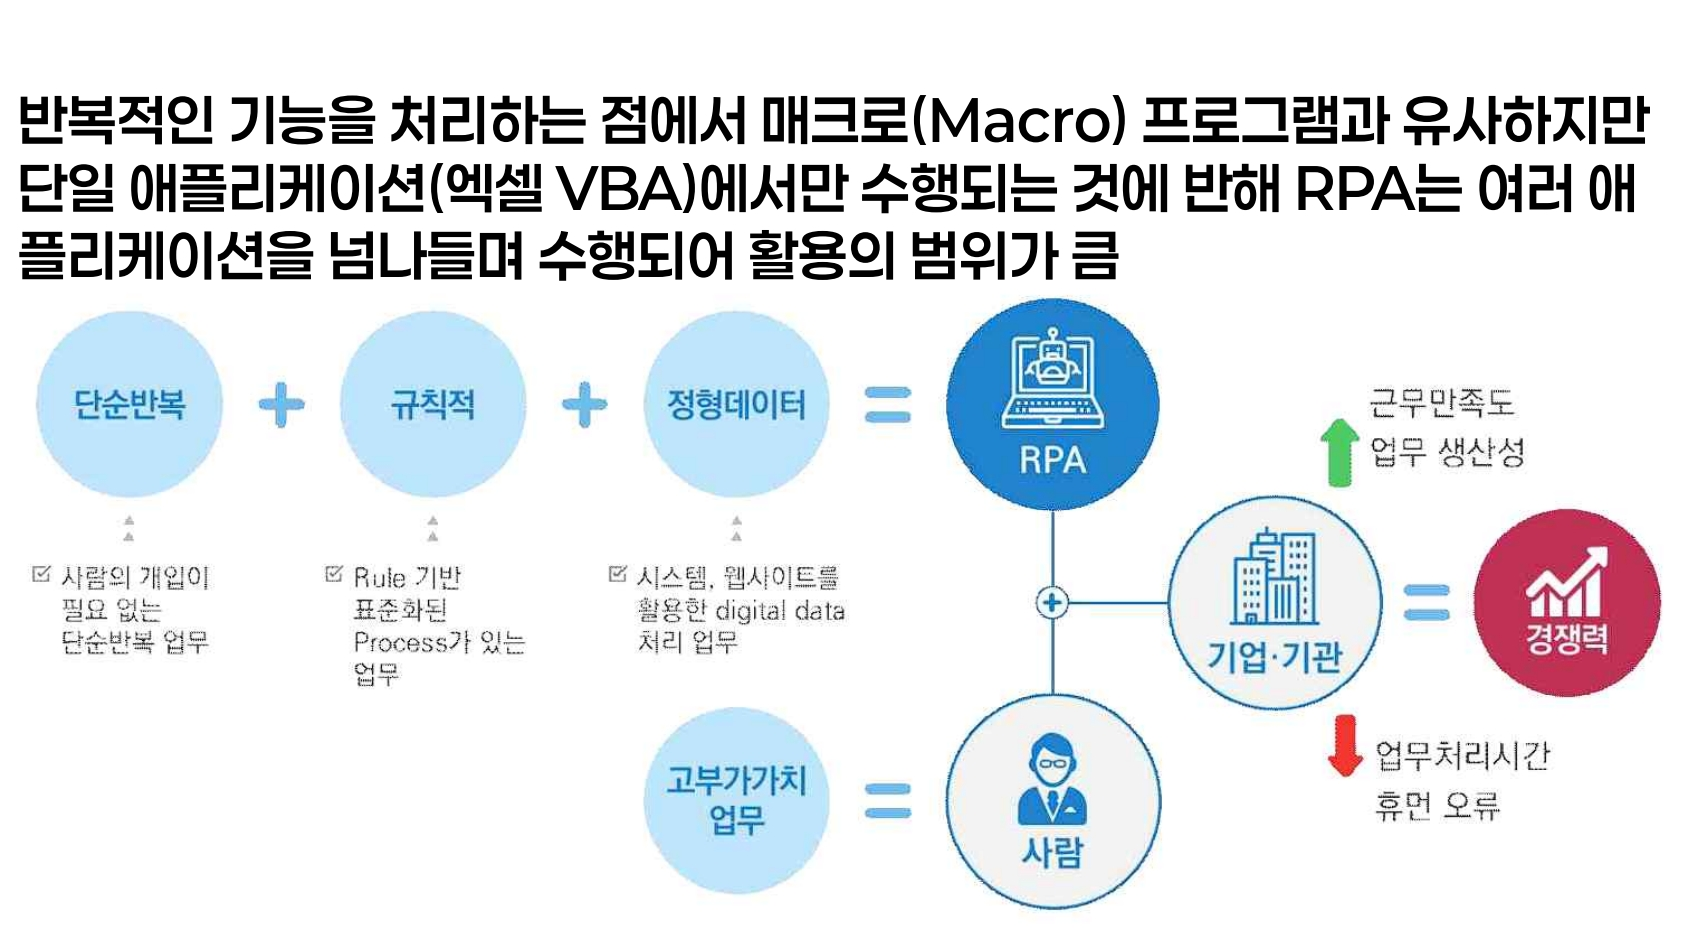 반복적인 기능을 처리하는 점에서 매크로(Macro) 프로그램과 유사하지만
단일 애플리케이션(엑셀 VBA)에서만 수행되는 것에 반해 RPA는 여러 애
플리케이션을 넘나들며 수행되어 활용의 범위가 큼
단순반복
규칙적
정형데이터
RPA
사람의 개입이
필요 없는
단순반복 업무
Rule 기반
표준화된
Process가 있는
업무
시스템, 웹사이트를
활용한 digital data
처리 업무
근무만족도
업무 생산성
기업·기관
경쟁력
업무처리시간
휴먼 오류
고부가가치
업무
사람